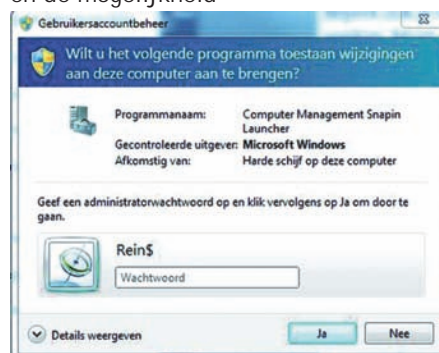 en de mogelijkheid
Gebruikersaccountbeheer
Wilt u het volgende programma toestaan wijzigingen
aan deze computer aan te brengen?
Programmanaam: Computer Management Snapin
Launcher
Gecontroleerde uitgever: Microsoft Windows
Afkomstig van: Harde schijf op deze computer
Geef een administratorwachtwoord op en klik vervolgens op Ja om door te
gaan.
Rein$
Wachtwoord
Details weergeven Ja Nee